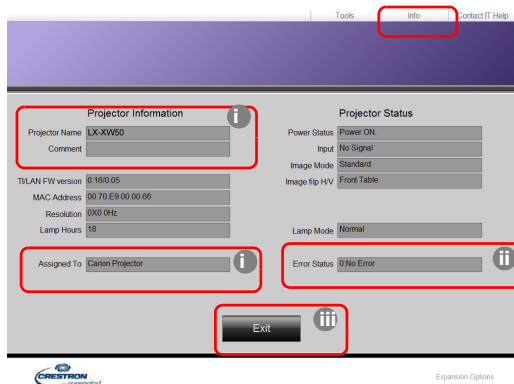 Tools Info Contact IT Help
Projector Information
i
Projector Status
Projector Name LX-XW50
Comment
Power Status Power ON.
Input No Signal
Image Mode Standard
Image filp H/V Front Table
TI/LAN FW version 0.16/0.05
MAC Address 00.70.E9.00.00.66
Resolution 0X0 0Hz
Lamp Hours 18
Lamp Mode Normal
Assigned To Canon Projector
i
Error Status 0:No Error
ii
Exit
iii
CRESTRON
Expansion Options